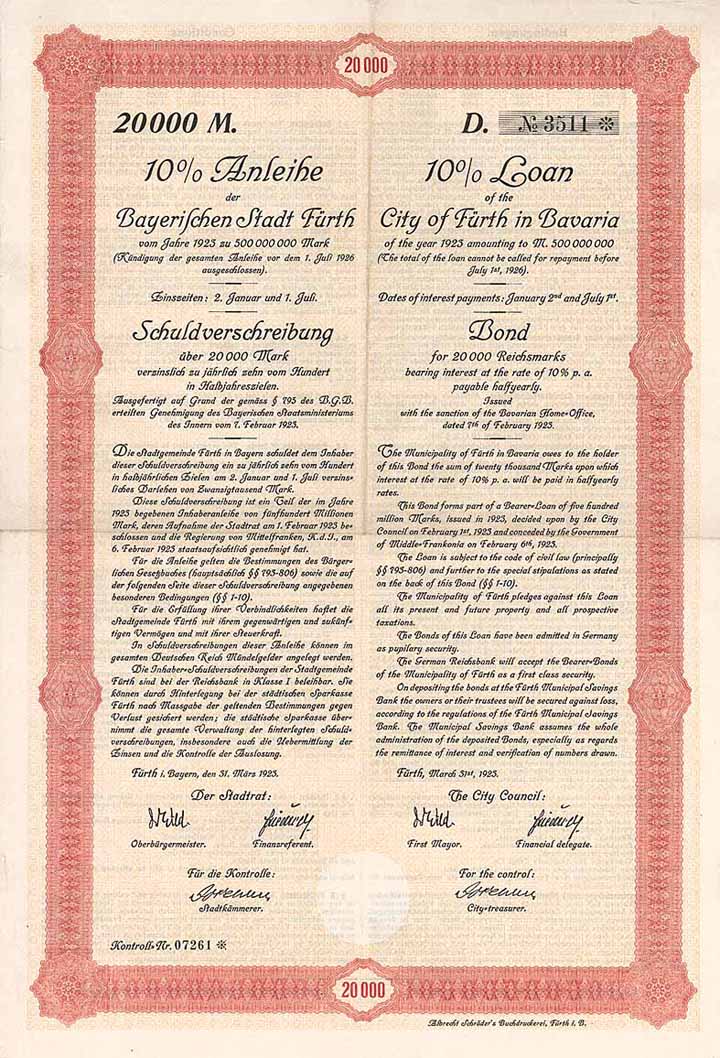 20 000
20000 M.
10% Anleihe
der
Bayerischen Stadt Fürth
vom Jahre 1923 zu 500 000 000 Mark
(Kündigung der gesamten Anleihe vor dem 1. Juli 1926
ausgeschlossen).
Zinszeiten: 2. Januar und 1. Juli.
Schuldverschreibung
über 20 000 Mark
verzinslich zu jährlich zehn vom Hundert
in Halbjahreszielen.
Ausgefertigt auf Grund der gemäss § 795 des B.G.B.
erteilten Genehmigung des Bayerischen Staatsministeriums
des Innern vom 7. Februar 1923.
Die Stadtgemeinde Fürth in Bayern schuldet dem Inhaber
dieser Schuldverschreibung ein zu jährlich zehn vom Hundert
in halbjährlichen Zielen am 2. Januar und 1. Juli verzins-
liches Darlehen von Zwanzigtausend Mark.
Diese Schuldverschreibung ist ein Teil der im Jahre
1923 begebenen Inhaberanleihe von fünfhundert Millionen
Mark, deren Aufnahme der Stadtrat am 1. Februar 1923 be-
schlossen und die Regierung von Mittelfranken, K.d.I., am
6. Februar 1923 staatsaufsichtlich genehmigt hat.
Für die Anleihe gelten die Bestimmungen des Bürger-
lichen Gesetzbuches (hauptsächlich §§ 793-806) sowie die auf
der folgenden Seite dieser Schuldverschreibung angegebenen
besonderen Bedingungen (§§ 1-10).
Für die Erfüllung ihrer Verbindlichkeiten haftet die
Stadtgemeinde Fürth mit ihrem gegenwärtigen und zukünf-
tigen Vermögen und mit ihrer Steuerkraft.
In Schuldverschreibungen dieser Anleihe können im
gesamten Deutschen Reich Mündelgelder angelegt werden.
Die Inhaber-Schuldverschreibungen der Stadtgemeinde
Fürth sind bei der Reichsbank in Klasse I beleihbar. Sie
können durch Hinterlegung bei der städtischen Sparkasse
Fürth nach Massgabe der geltenden Bestimmungen gegen
Verlust gesichert werden; die städtische Sparkasse über-
nimmt die gesamte Verwaltung der hinterlegten Schuld-
verschreibungen, insbesondere auch die Uebermittlung der
Zinsen und die Kontrolle der Auslosung.
Fürth i. Bayern, den 31. März 1923.
Der Stadtrat:
Oberbürgermeister. Finanzreferent.
Für die Kontrolle:
Stadtkämmerer.
Kontroll-Nr. 07261 ※
D. № 3511 ※
10% Loan
of the
City of Fürth in Bavaria
of the year 1923 amounting to M. 500 000 000
(The total of the loan cannot be called for repayment before
July 1st, 1926).
Dates of interest payments: January 2nd and July 1st.
Bond
for 20 000 Reichsmarks
bearing interest at the rate of 10% p. a.
payable halfyearly.
Issued
with the sanction of the Bavarian Home-Office,
dated 7th of February 1923.
The Municipality of Fürth in Bavaria owes to the holder
of this Bond the sum of twenty thousand Marks upon which
interest at the rate of 10% p. a. will be paid in halfyearly
rates.
This Bond forms part of a Bearer-Loan of five hundred
million Marks, issued in 1923, decided upon by the City
Council on February 1st, 1923 and conceded by the Government
of Middle-Frankonia on February 6th, 1923.
The Loan is subject to the code of civil law (principally
§§ 793-806) and further to the special stipulations as stated
on the back of this Bond (§§ 1-10).
The Municipality of Fürth pledges against this Loan
all its present and future property and all prospective
taxations.
The Bonds of this Loan have been admitted in Germany
as pupillary security.
The German Reichsbank will accept the Bearer-Bonds
of the Municipality of Fürth as a first class security.
On depositing the bonds at the Fürth Municipal Savings
Bank the owners or their trustees will be secured against loss,
according to the regulations of the Fürth Municipal Savings
Bank. The Municipal Savings Bank assumes the whole
administration of the deposited Bonds, especially as regards
the remittance of interest and verification of numbers drawn.
Fürth, March 31st, 1923.
The City Council:
First Mayor. Financial delegate.
For the control:
City-treasurer.
20 000
Albrecht Schröder's Buchdruckerei, Fürth i. B.